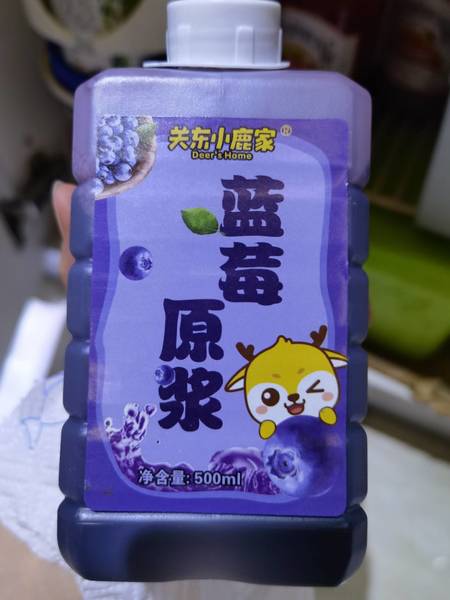 关东小鹿家®
Deer's Home
蓝莓
原浆
净含量: 500ml